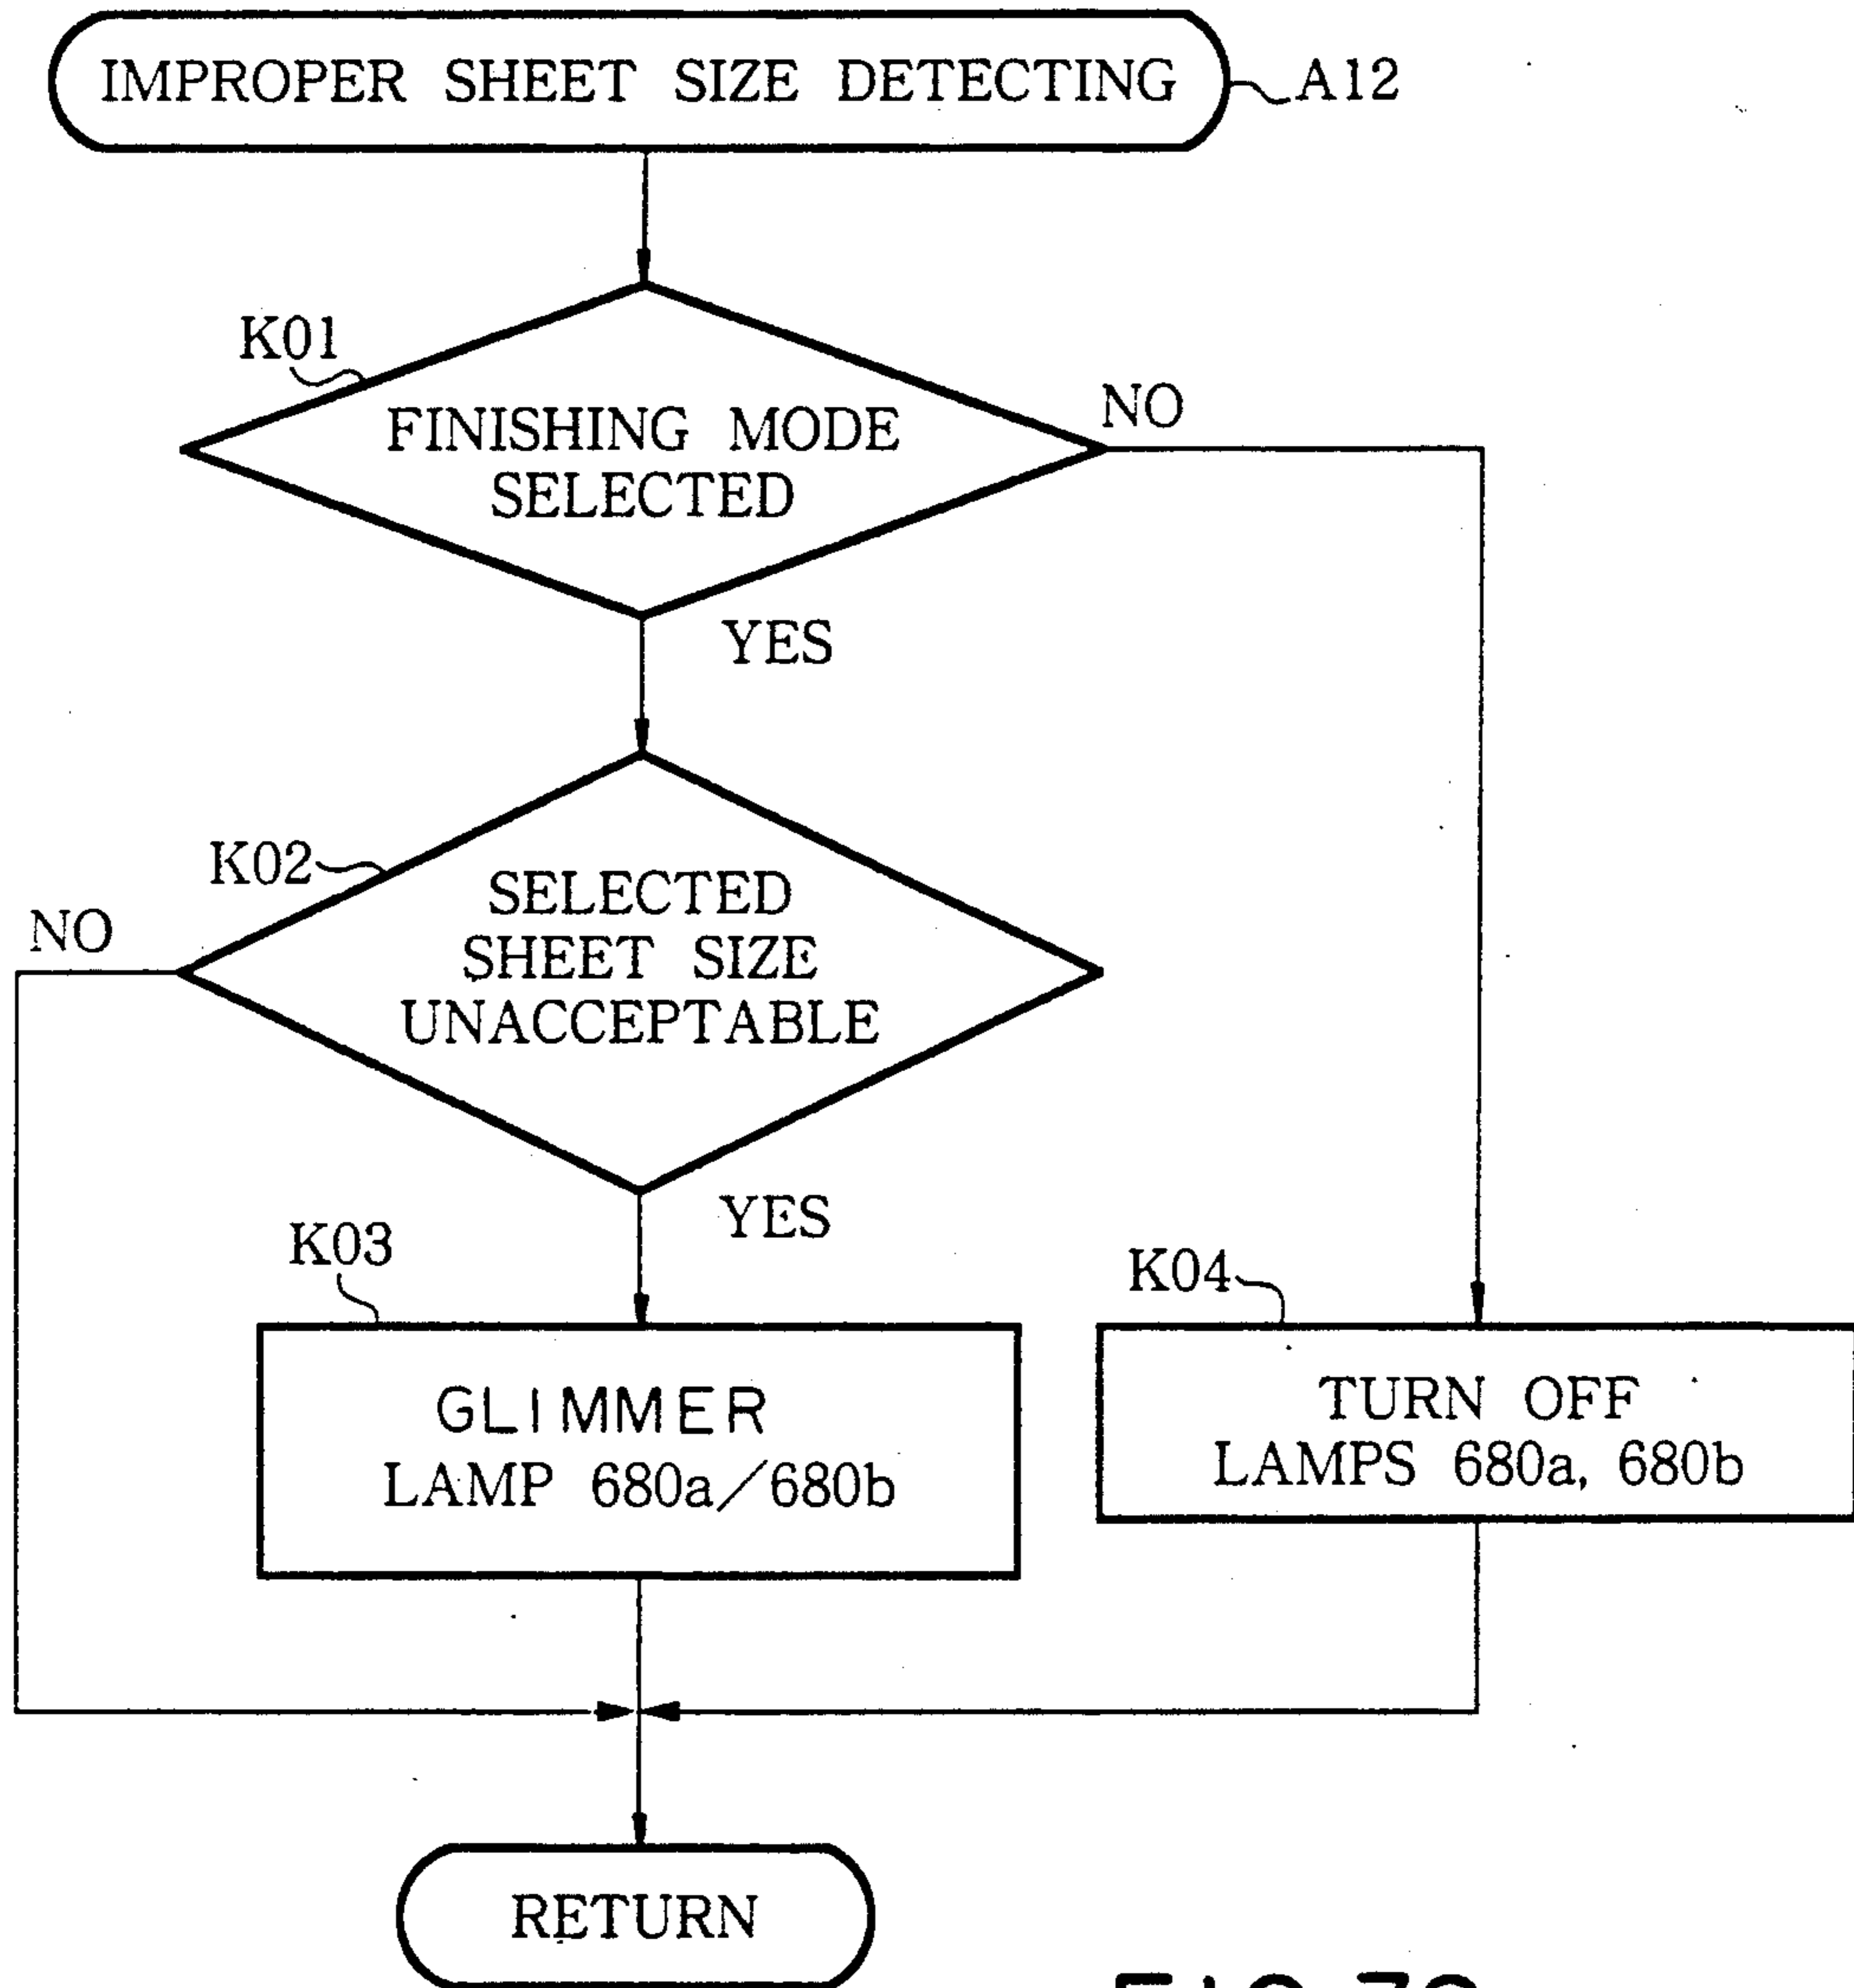 IMPROPER SHEET SIZE DETECTING
A12
K01
FINISHING MODE
SELECTED
NO
YES
K02
SELECTED
SHEET SIZE
UNACCEPTABLE
NO
YES
K03
GLIMMER
LAMP 680a/680b
K04
TURN OFF
LAMPS 680a, 680b
RETURN